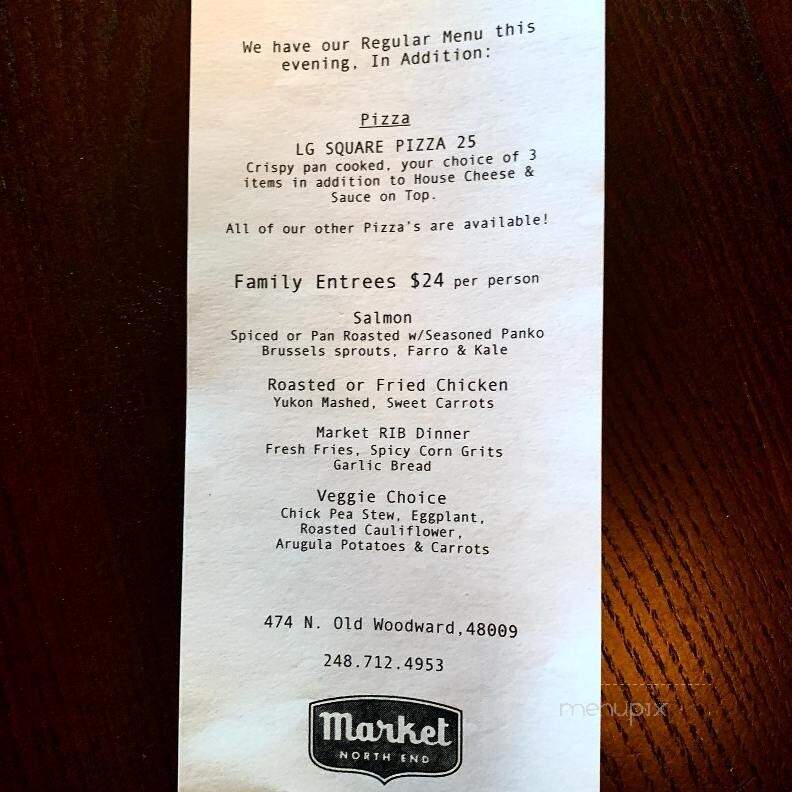 We have our Regular Menu this
evening, In Addition:
Pizza
LG SQUARE PIZZA 25
Crispy pan cooked, your choice of 3
items in addition to House Cheese &
Sauce on Top.
All of our other Pizza's are available!
Family Entrees $24 per person
Salmon
Spiced or Pan Roasted w/Seasoned Panko
Brussels sprouts, Farro & Kale
Roasted or Fried Chicken
Yukon Mashed, Sweet Carrots
Market RIB Dinner
Fresh Fries, Spicy Corn Grits
Garlic Bread
Veggie Choice
Chick Pea Stew, Eggplant,
Roasted Cauliflower,
Arugula Potatoes & Carrots
474 N. Old Woodward,48009
248.712.4953
Market
NORTH END
menupix